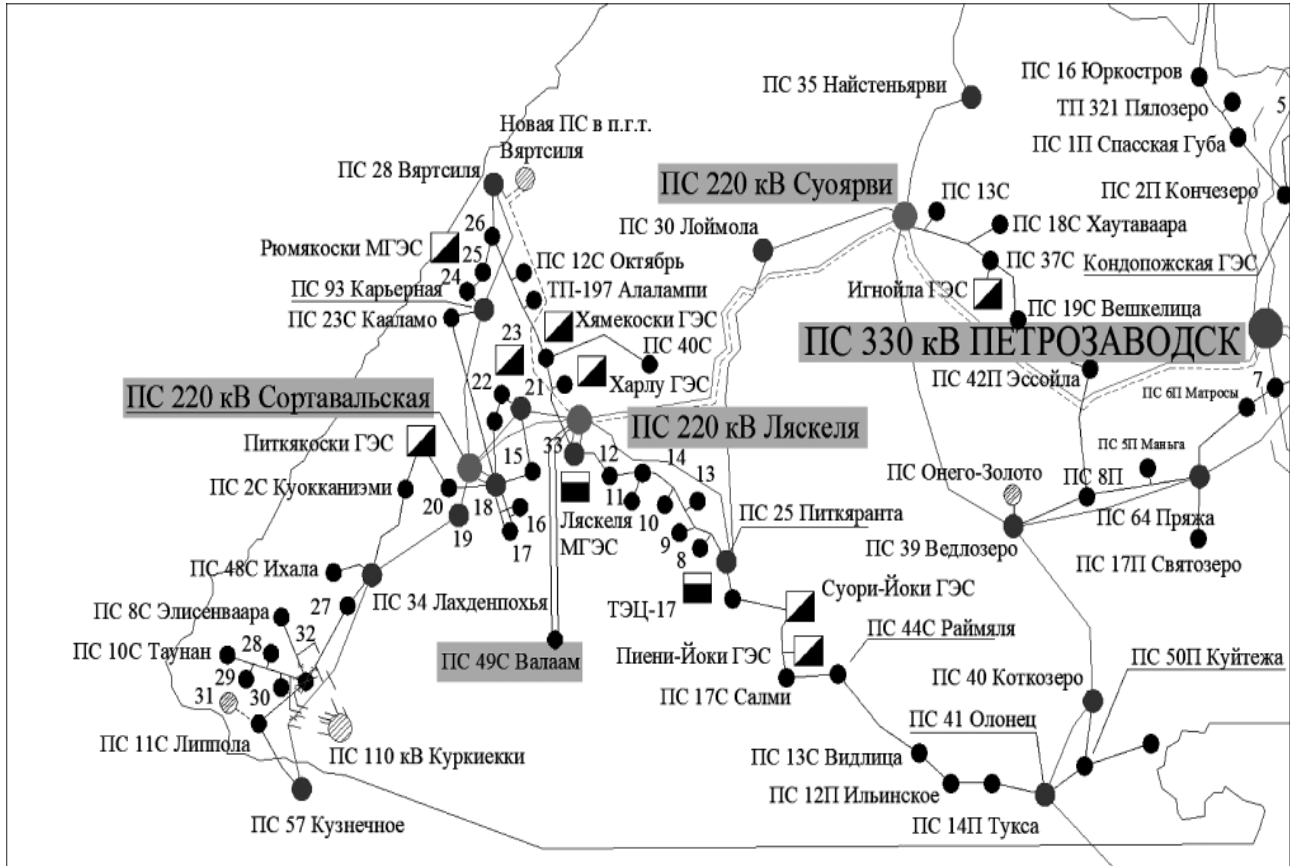 ПС 16 Юркостров
ПС 35 Найстеньярви
ТП 321 Пялозеро
5
Новая ПС в п.г.т.
Вяртсиля
ПС 1П Спасская Губа
ПС 28 Вяртсиля
ПС 220 кВ Суоярви
ПС 13С
ПС 2П Кончезеро
ПС 30 Лоймола
ПС 18С Хаутаваара
26
Рюмякоски МГЭС
25
ПС 12С Октябрь
ПС 37С
Кондопожская ГЭС
24
ПС 93 Карьерная
ТП-197 Алалампи
Игнойла ГЭС
ПС 23С Кааламо
Хямекоски ГЭС
ПС 19С Вешкелица
23
ПС 40С
ПС 330 кВ ПЕТРОЗАВОДСК
22
21
Харлу ГЭС
ПС 42П Эссойла
7
ПС 6П Матросы
ПС 220 кВ Сортавальская
ПС 220 кВ Ляскеля
Питкякоски ГЭС
33
12
14
ПС 5П Маньга
15
13
ПС Онего-Золото
ПС 8П
ПС 2С Куокканиэми
20
18
11
10
ПС 25 Питкяранта
16
Ляскеля
МГЭС
ПС 64 Пряжа
19
17
9
8
ПС 39 Ведлозеро
ПС 17П Святозеро
ПС 48С Ихала
ТЭЦ-17
Суори-Йоки ГЭС
ПС 8С Элисенваара
27
ПС 34 Лахденпохья
32
ПС 44С Раймяля
ПС 10С Таунан
28
ПС 49С Валаам
Пиени-Йоки ГЭС
ПС 50П Куйтежа
29
30
31
ПС 17С Салми
ПС 40 Коткозеро
ПС 11С Липпола
ПС 41 Олонец
ПС 110 кВ Куркиекки
ПС 13С Видлица
ПС 12П Ильинское
ПС 57 Кузнечное
ПС 14П Тукса